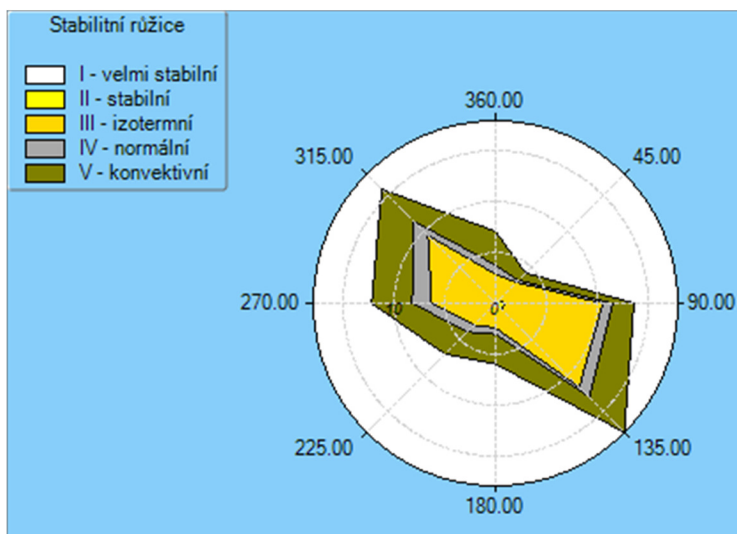 Stabilitní růžice
I - velmi stabilní
II - stabilní
III - izotermní
IV - normální
V - konvektivní
360.00
315.00
45.00
270.00
10
0
90.00
225.00
135.00
180.00